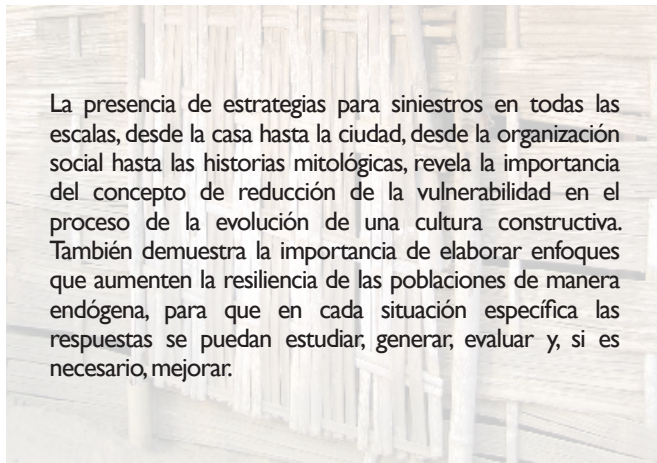 La presencia de estrategias para siniestros en todas las
escalas, desde la casa hasta la ciudad, desde la organización
social hasta las historias mitológicas, revela la importancia
del concepto de reducción de la vulnerabilidad en el
proceso de la evolución de una cultura constructiva.
También demuestra la importancia de elaborar enfoques
que aumenten la resiliencia de las poblaciones de manera
endógena, para que en cada situación específica las
respuestas se puedan estudiar, generar, evaluar y, si es
necesario, mejorar.